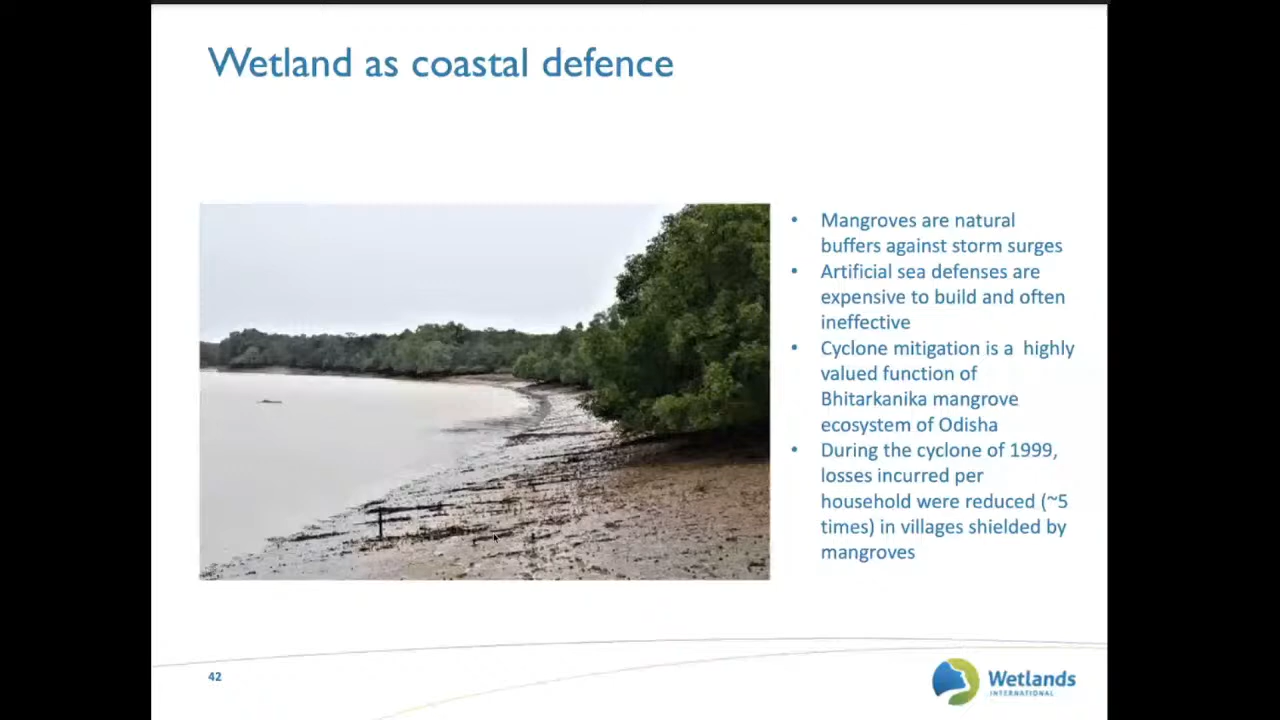 Wetland as coastal defence
• Mangroves are natural
buffers against storm surges
• Artificial sea defenses are
expensive to build and often
ineffective
• Cyclone mitigation is a  highly
valued function of
Bhitarkanika mangrove
ecosystem of Odisha
• During the cyclone of 1999,
losses incurred per
household were reduced (~5
times) in villages shielded by
mangroves
42
Wetlands
INTERNATIONAL